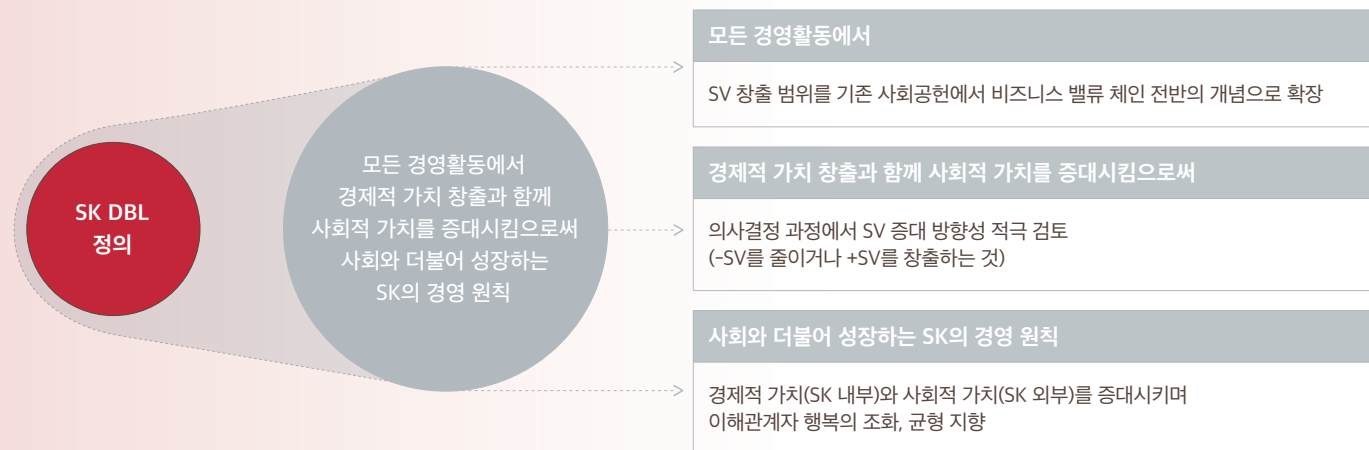 SK DBL
정의
모든 경영활동에서
경제적 가치 창출과 함께
사회적 가치를 증대시킴으로써
사회와 더불어 성장하는
SK의 경영 원칙
모든 경영활동에서
SV 창출 범위를 기존 사회공헌에서 비즈니스 밸류 체인 전반의 개념으로 확장
경제적 가치 창출과 함께 사회적 가치를 증대시킴으로써
의사결정 과정에서 SV 증대 방향성 적극 검토
(-SV를 줄이거나 +SV를 창출하는 것)
사회와 더불어 성장하는 SK의 경영 원칙
경제적 가치(SK 내부)와 사회적 가치(SK 외부)를 증대시키며
이해관계자 행복의 조화, 균형 지향